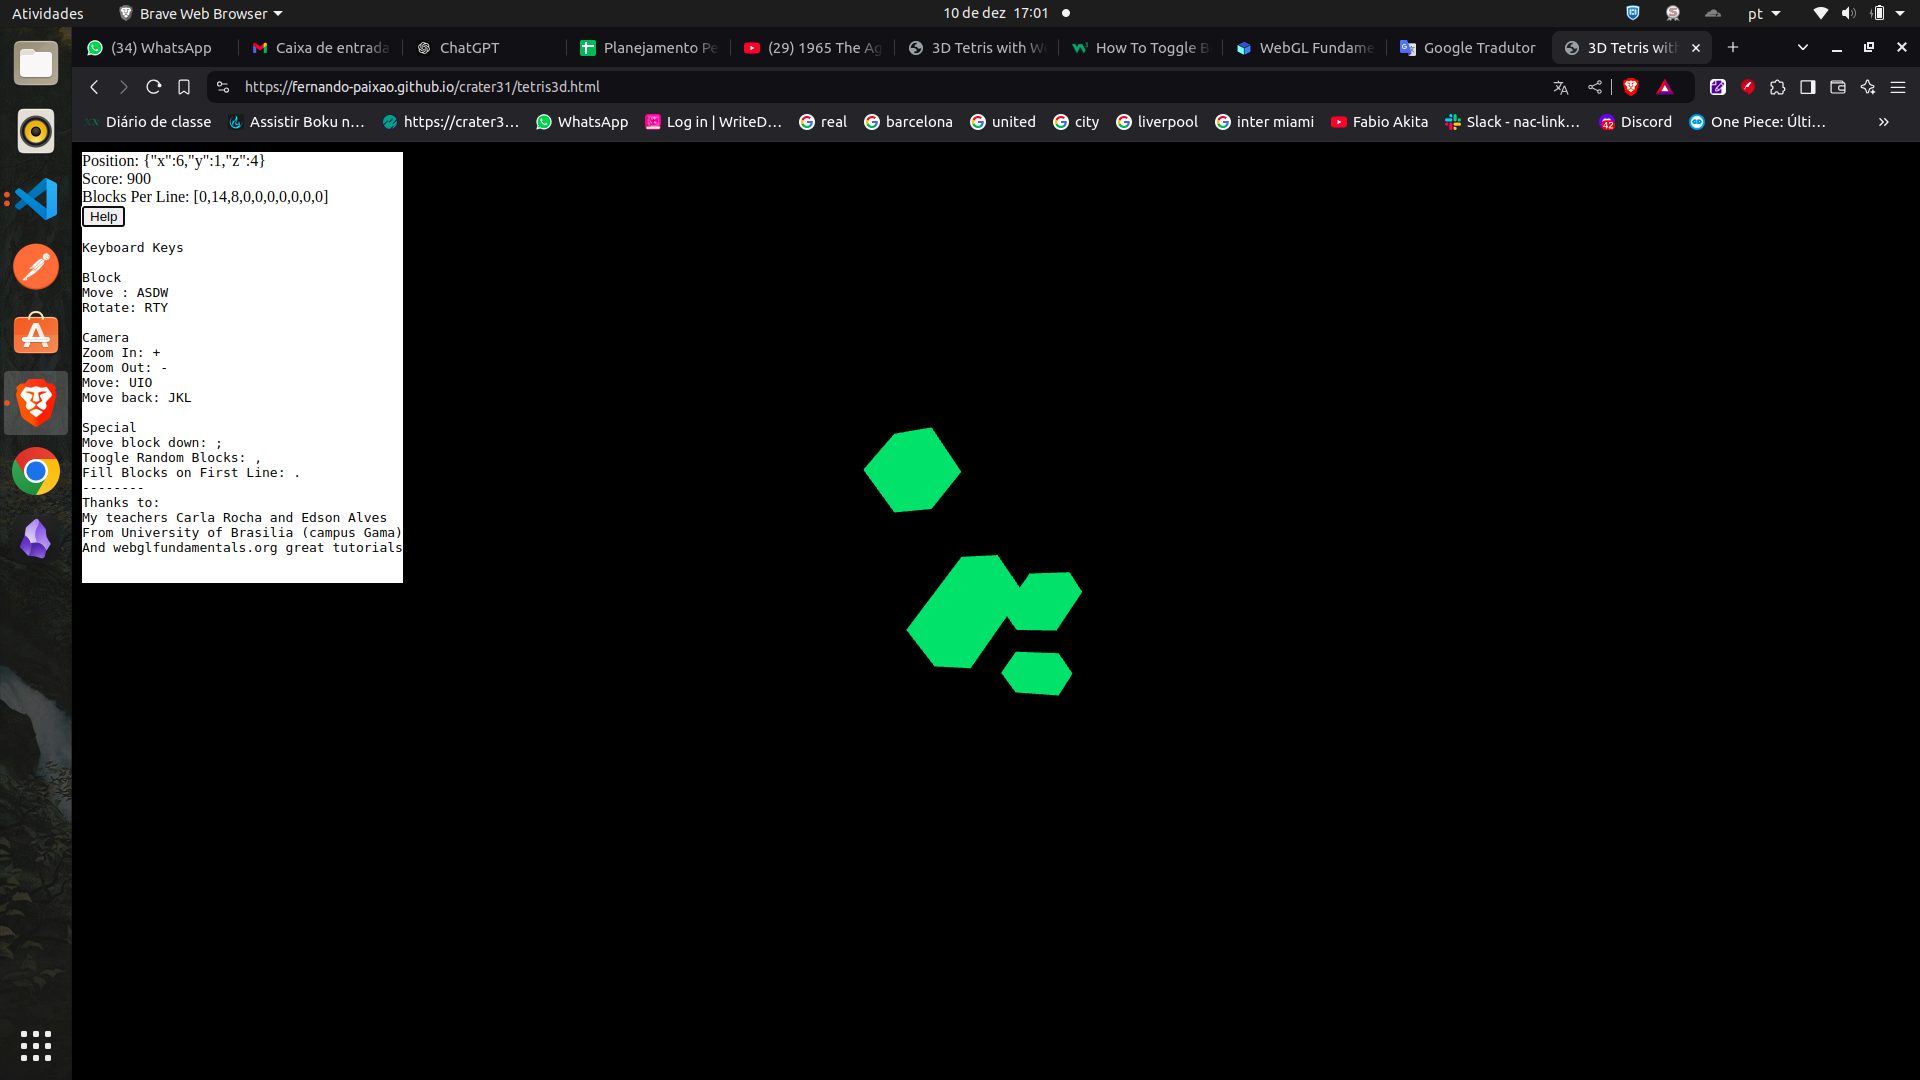 Atividades
Brave Web Browser
10 de dez 17:01
pt
(34) WhatsApp
Caixa de entrada
ChatGPT
Planejamento Pe
(29) 1965 The Ag
3D Tetris with W
How To Toggle B
WebGL Fundame
Google Tradutor
3D Tetris wit
https://fernando-paixao.github.io/crater31/tetris3d.html
Diário de classe
Assistir Boku n...
https://crater3...
WhatsApp
Log in | WriteD...
real
barcelona
united
city
liverpool
inter miami
Fabio Akita
Slack - nac-link...
42
Discord
One Piece: Últi...
Position: {"x":6,"y":1,"z":4}
Score: 900
Blocks Per Line: [0,14,8,0,0,0,0,0,0,0]
Help
Keyboard Keys
Block
Move : ASDW
Rotate: RTY
Camera
Zoom In: +
Zoom Out: -
Move: UIO
Move back: JKL
Special
Move block down: ;
Toogle Random Blocks: ,
Fill Blocks on First Line: .
--------
Thanks to:
My teachers Carla Rocha and Edson Alves
From University of Brasilia (campus Gama)
And webglfundamentals.org great tutorials